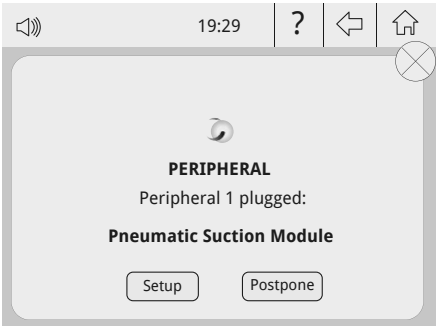 19:29 ?
PERIPHERAL
Peripheral 1 plugged:
Pneumatic Suction Module
Setup Postpone